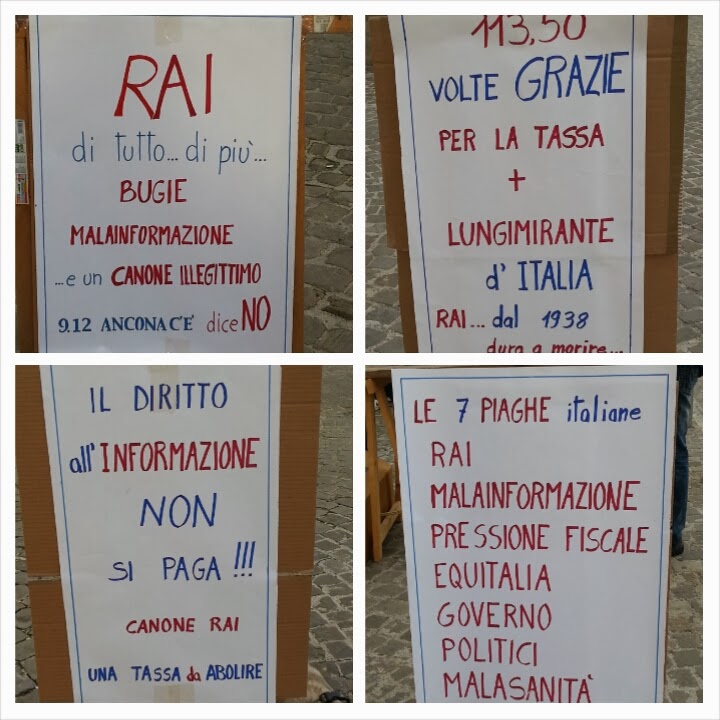 RAI
di tutto... di più...
BUGIE
MALAINFORMAZIONE
...e un CANONE ILLEGITTIMO
9.12 ANCONA C'È dice NO
113,50
VOLTE GRAZIE
PER LA TASSA
+
LUNGIMIRANTE
d' ITALIA
RAI... dal 1938
dura a morire...
IL DIRITTO
all' INFORMAZIONE
NON
SI PAGA !!!
CANONE RAI
UNA TASSA da ABOLIRE
LE 7 PIAGHE italiane
RAI
MALAINFORMAZIONE
PRESSIONE FISCALE
EQUITALIA
GOVERNO
POLITICI
MALASANITÀ